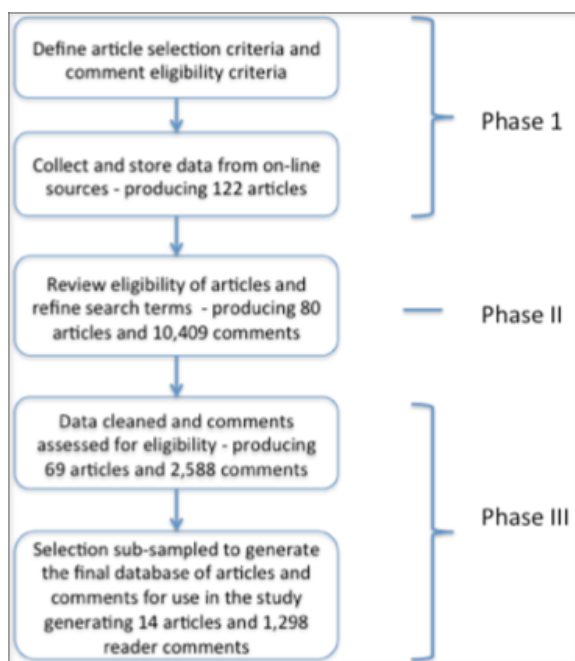 Define article selection criteria and
comment eligibility criteria
Phase 1
Collect and store data from on-line
sources - producing 122 articles
Review eligibility of articles and
refine search terms - producing 80
articles and 10,409 comments
Phase II
Data cleaned and comments
assessed for eligibility - producing
69 articles and 2,588 comments
Phase III
Selection sub-sampled to generate
the final database of articles and
comments for use in the study
generating 14 articles and 1,298
reader comments